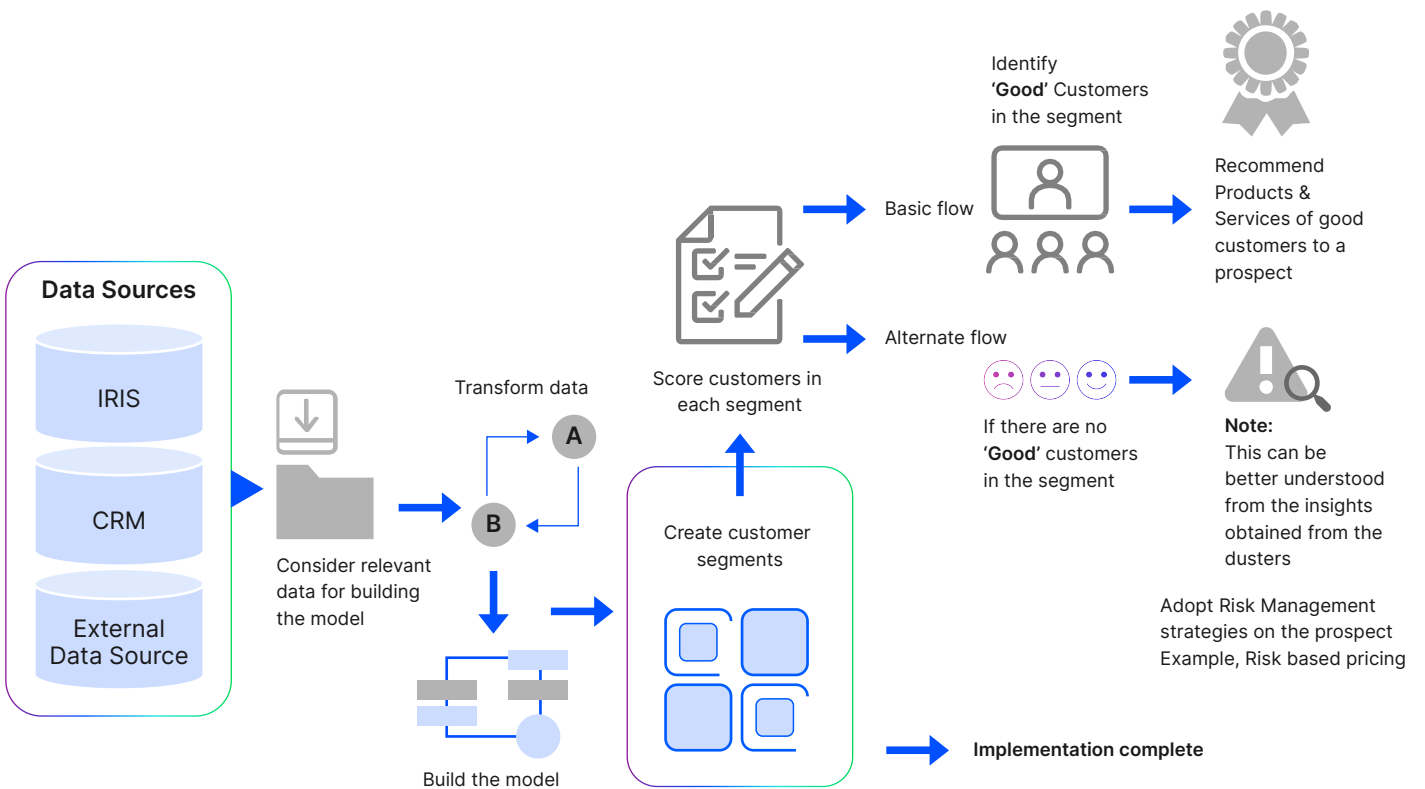 Data Sources
IRIS
CRM
External
Data Source
Consider relevant
data for building
the model
Transform data
A
B
Build the model
Create customer
segments
Score customers in
each segment
Basic flow
Identify
‘Good’ Customers
in the segment
Recommend
Products &
Services of good
customers to a
prospect
Alternate flow
If there are no
‘Good’ customers
in the segment
Note:
This can be
better understood
from the insights
obtained from the
dusters
Adopt Risk Management
strategies on the prospect
Example, Risk based pricing
Implementation complete